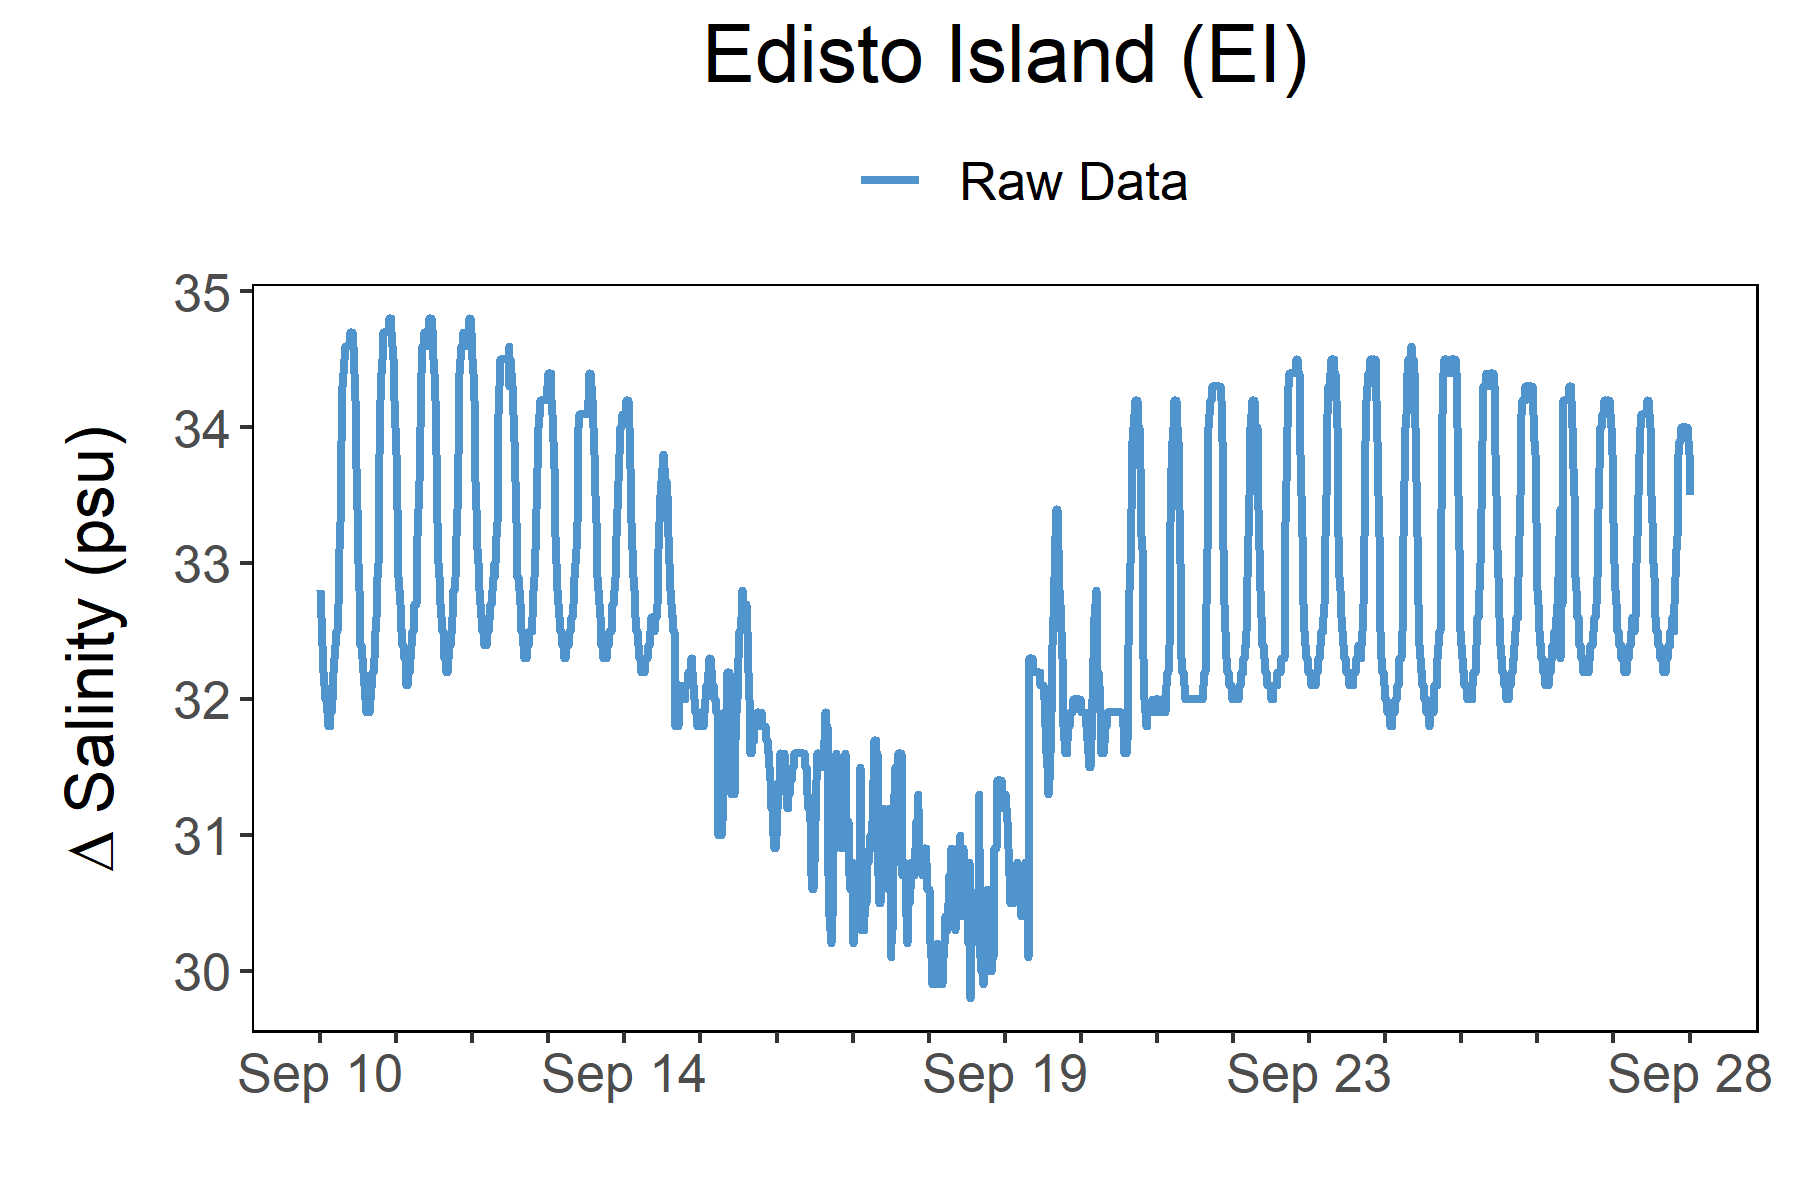 Edisto Island (EI)
Raw Data
Δ Salinity (psu)
35
34
33
32
31
30
Sep 10 Sep 14 Sep 19 Sep 23 Sep 28